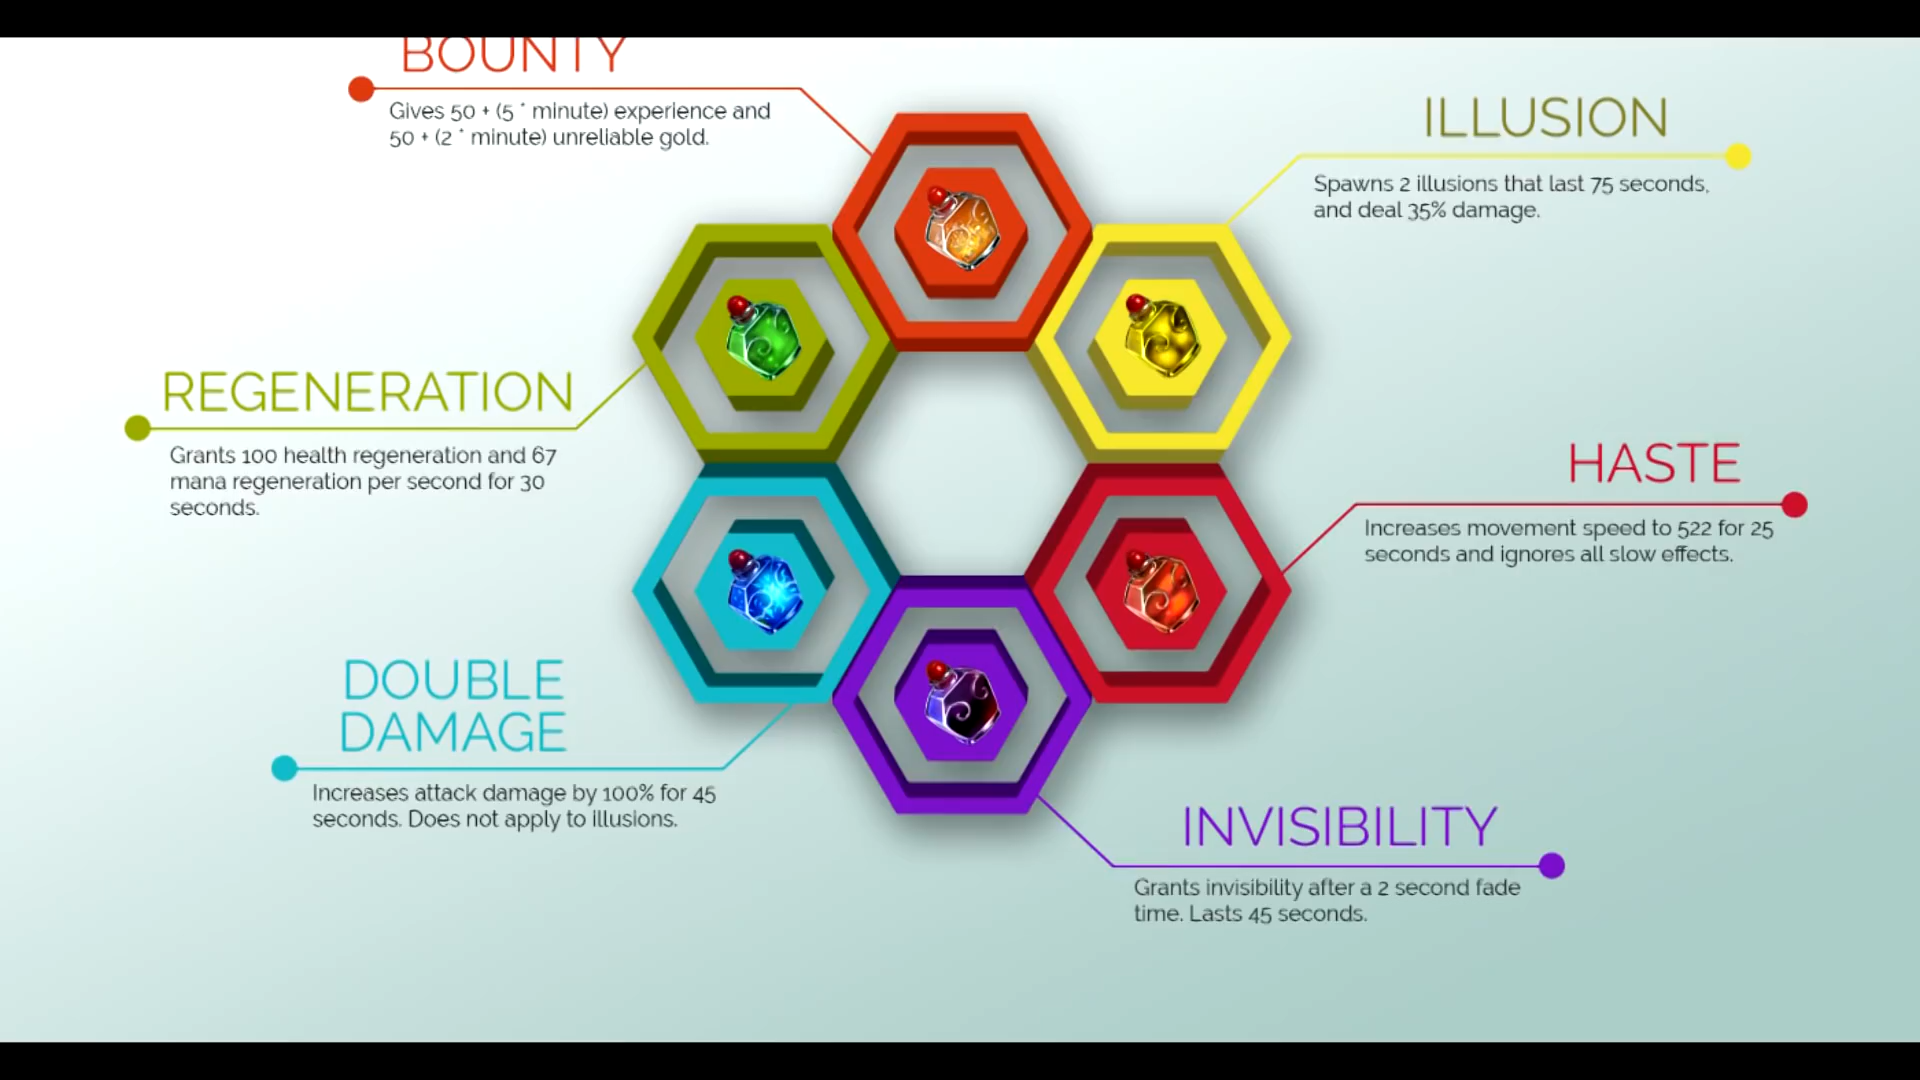 BOUNTY
Gives 50 + (5 * minute) experience and
50 + (2 * minute) unreliable gold.
ILLUSION
Spawns 2 illusions that last 75 seconds,
and deal 35% damage.
REGENERATION
Grants 100 health regeneration and 67
mana regeneration per second for 30
seconds.
HASTE
Increases movement speed to 522 for 25
seconds and ignores all slow effects.
DOUBLE
DAMAGE
Increases attack damage by 100% for 45
seconds. Does not apply to illusions.
INVISIBILITY
Grants invisibility after a 2 second fade
time. Lasts 45 seconds.